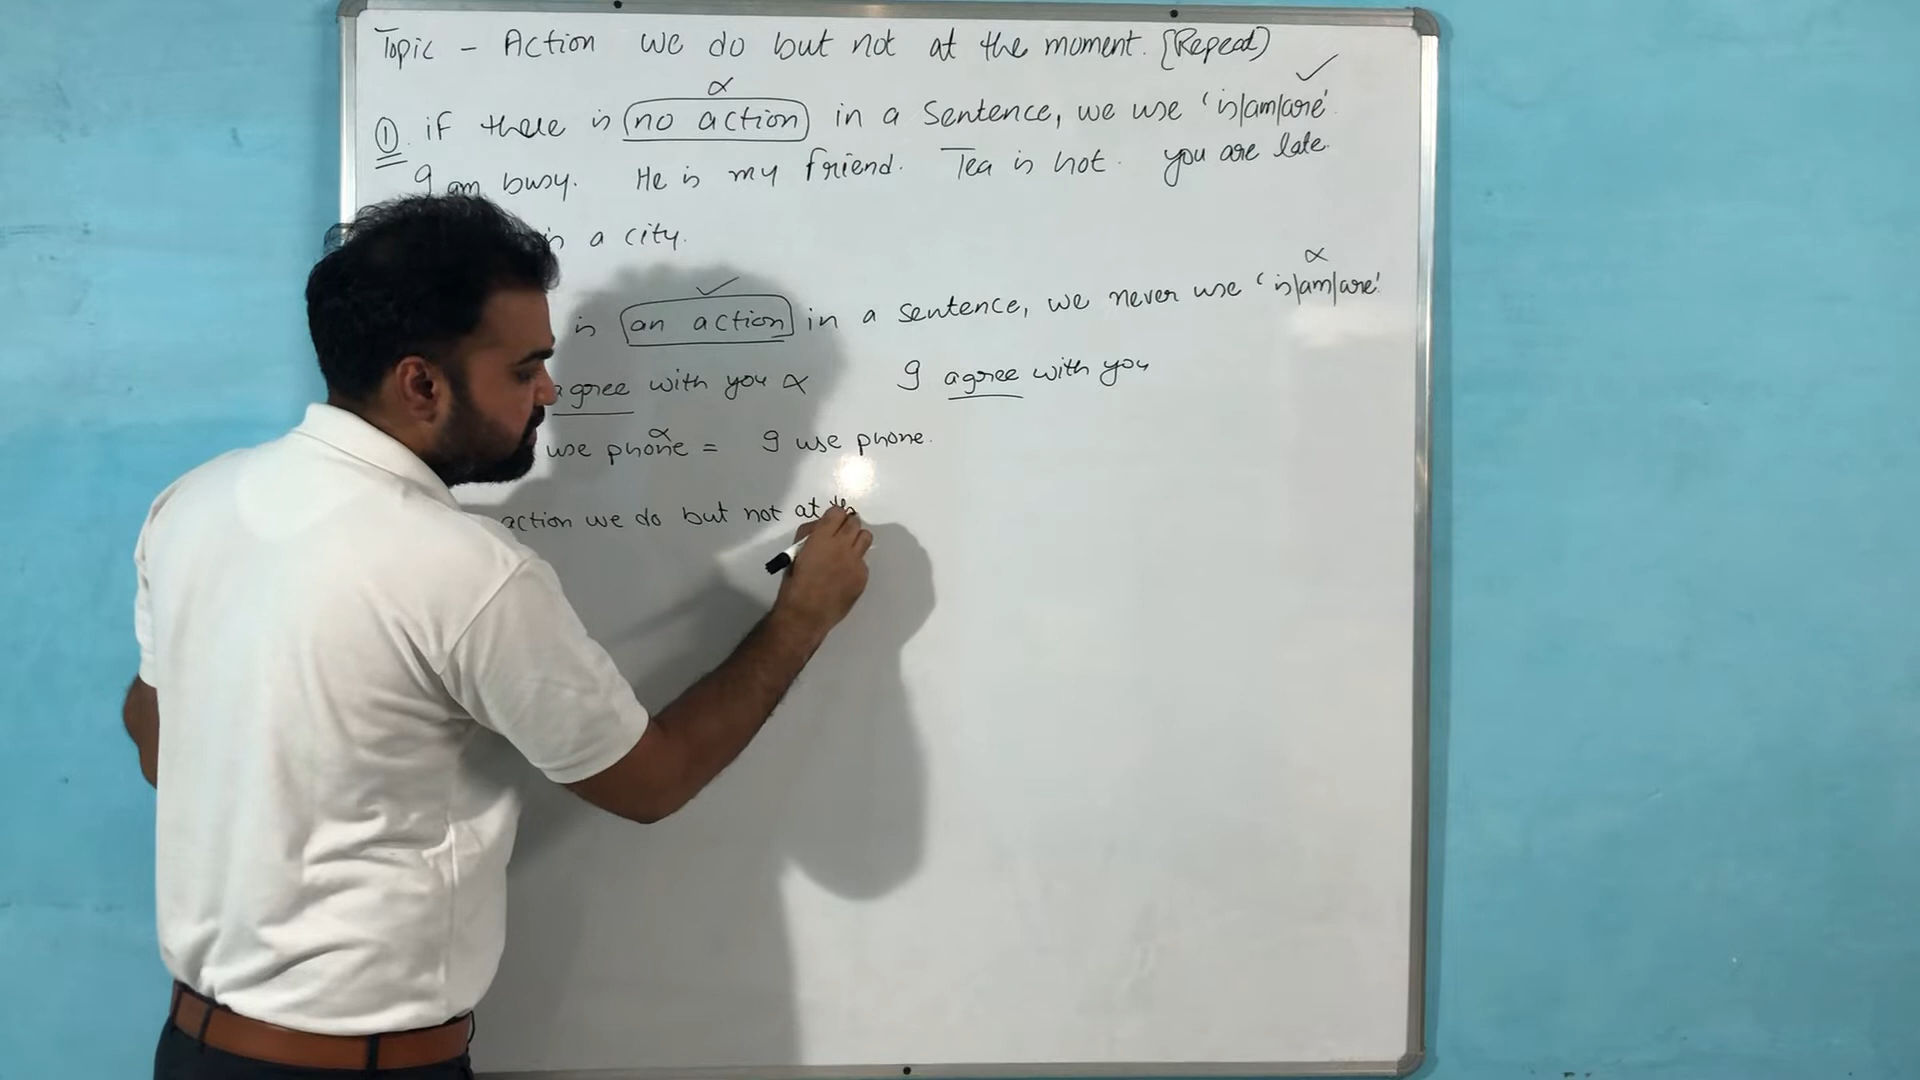 Topic - Action we do but not at the moment. [Repeat)
① if there is no action in a sentence, we use 'is/am/are'.
I am busy. He is my friend. Tea is hot. you are late.
is a city.
is an action in a sentence, we never use 'is/am/are'.
agree with you I agree with you
use phone = I use phone.
action we do but not at th